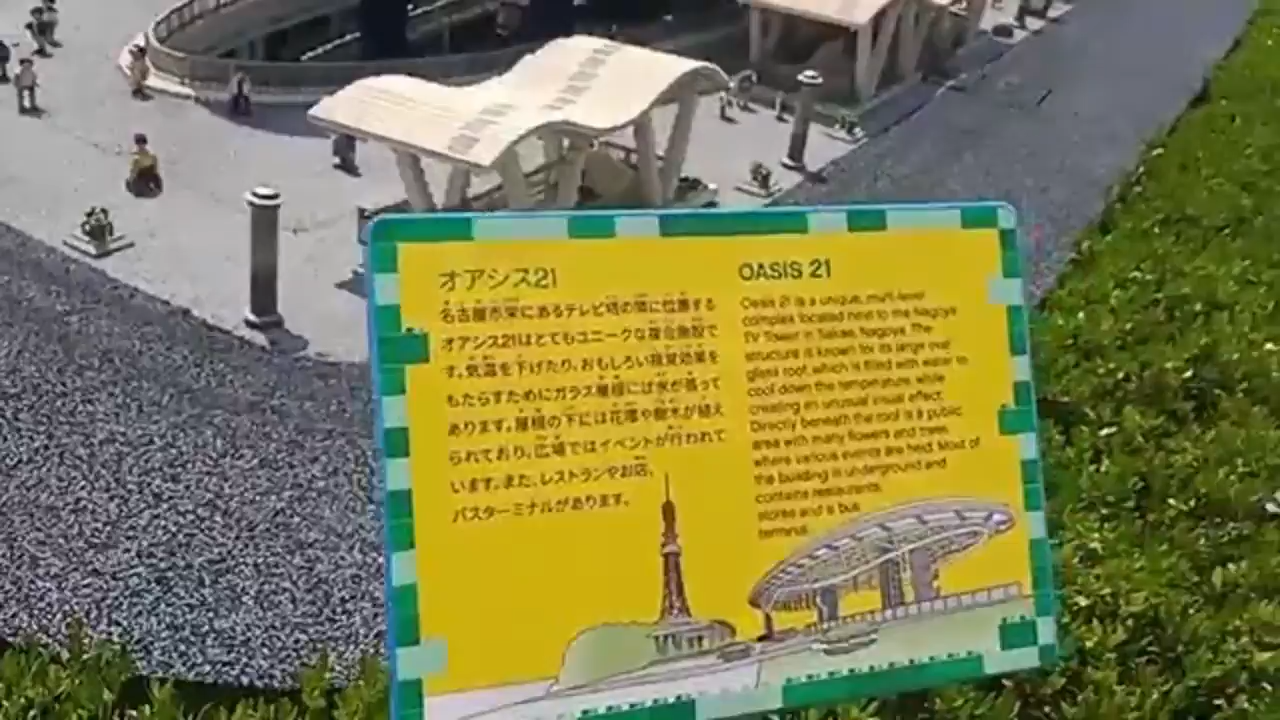 オアシス21
名古屋市栄にあるテレビ塔の隣に位置する
オアシス21はとてもユニークな複合施設で
す。気温を下げたり、おもしろい視覚効果を
もたらすためにガラス屋根には水が張って
あります。屋根の下には花壇や樹木が植え
られており、広場ではイベントが行われて
います。また、レストランやお店、
バスターミナルがあります。
OASIS 21
Oasis 21 is a unique, multi-level
complex located next to the Nagoya
TV Tower in Sakae, Nagoya. The
structure is known for its large oval
glass roof, which is filled with water to
cool down the temperature, while
creating an unusual visual effect.
Directly beneath the roof is a public
area with many flowers and trees
where various events are held. Most of
the building in underground and
contains restaurants,
stores and a bus
terminus.